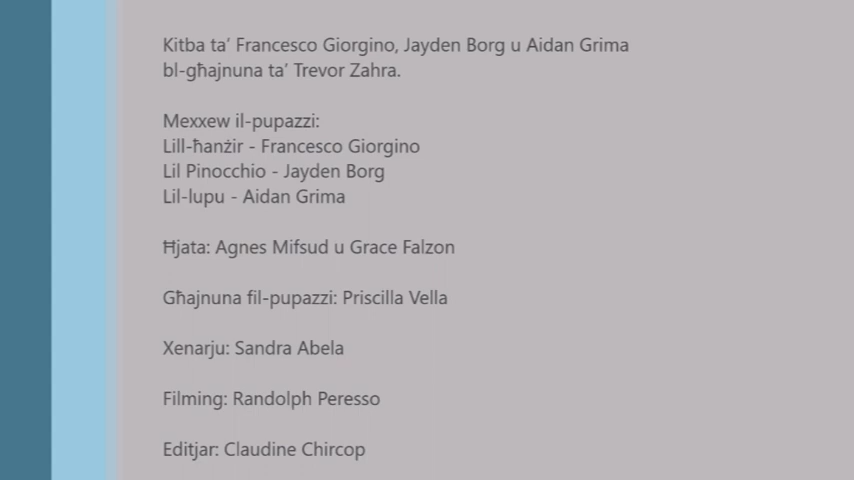 Kitba ta’ Francesco Giorgino, Jayden Borg u Aidan Grima
bl-għajnuna ta’ Trevor Zahra.
Mexxew il-pupazzi:
Lill-ħanżir - Francesco Giorgino
Lil Pinocchio - Jayden Borg
Lil-lupu - Aidan Grima
Ħjata: Agnes Mifsud u Grace Falzon
Għajnuna fil-pupazzi: Priscilla Vella
Xenarju: Sandra Abela
Filming: Randolph Peresso
Editjar: Claudine Chircop